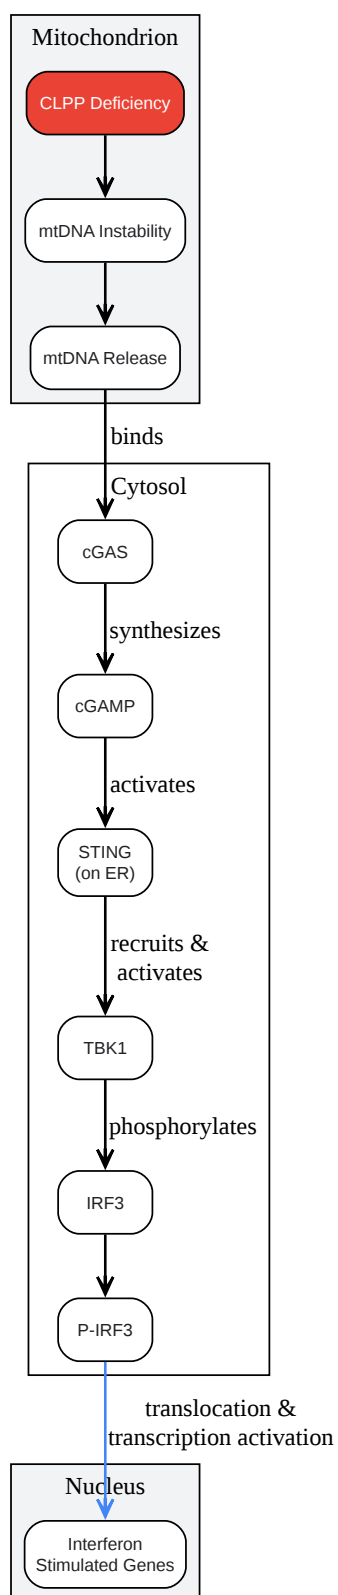 Mitochondrion
CLPP Deficiency
mtDNA Instability
mtDNA Release
binds
Cytosol
cGAS
synthesizes
cGAMP
activates
STING
(on ER)
recruits &
activates
TBK1
phosphorylates
IRF3
P-IRF3
translocation &
transcription activation
Nucleus
Interferon
Stimulated Genes